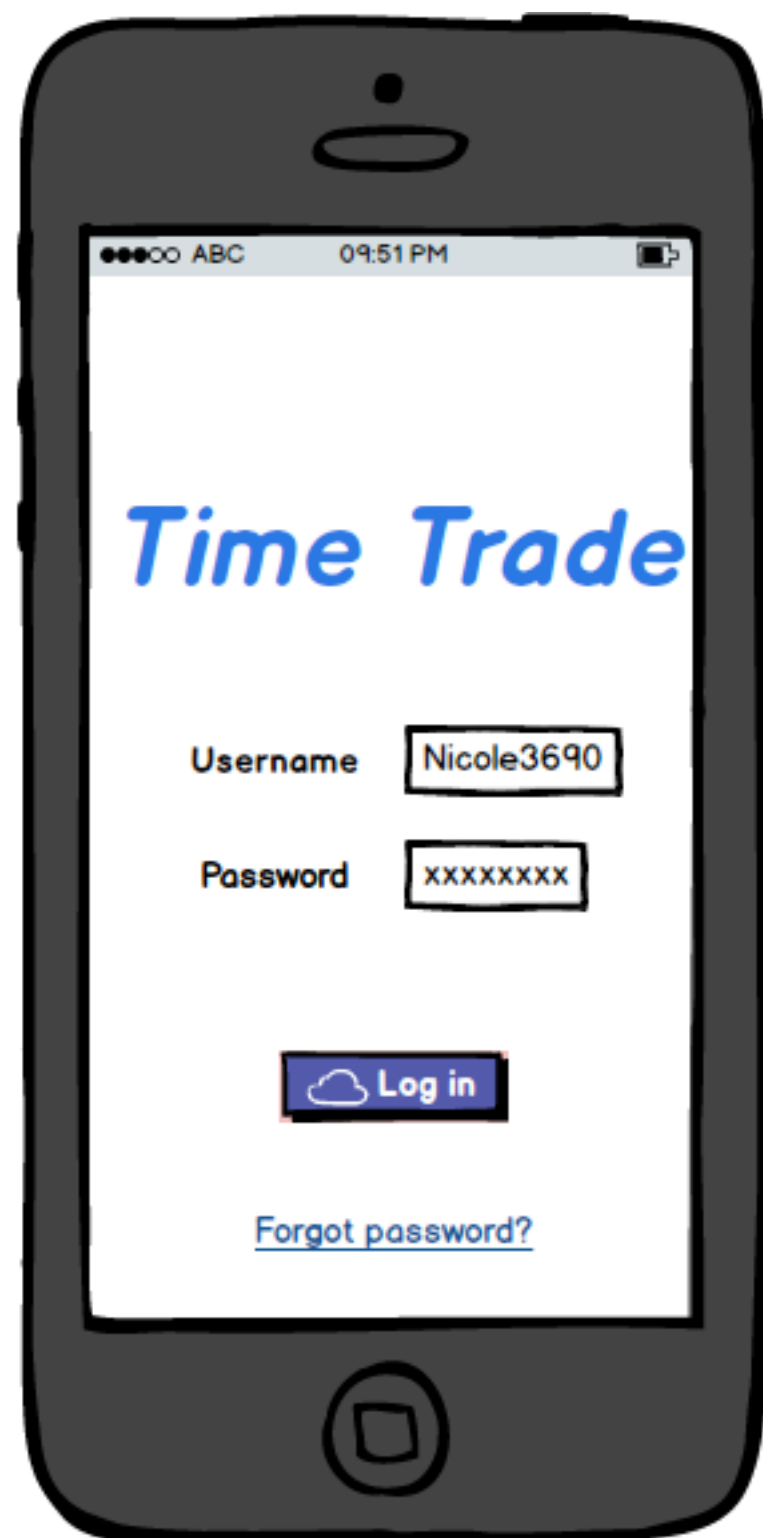 ABC 09:51 PM
Time Trade
Username Nicole3690
Password xxxxxxxx
Log in
Forgot password?